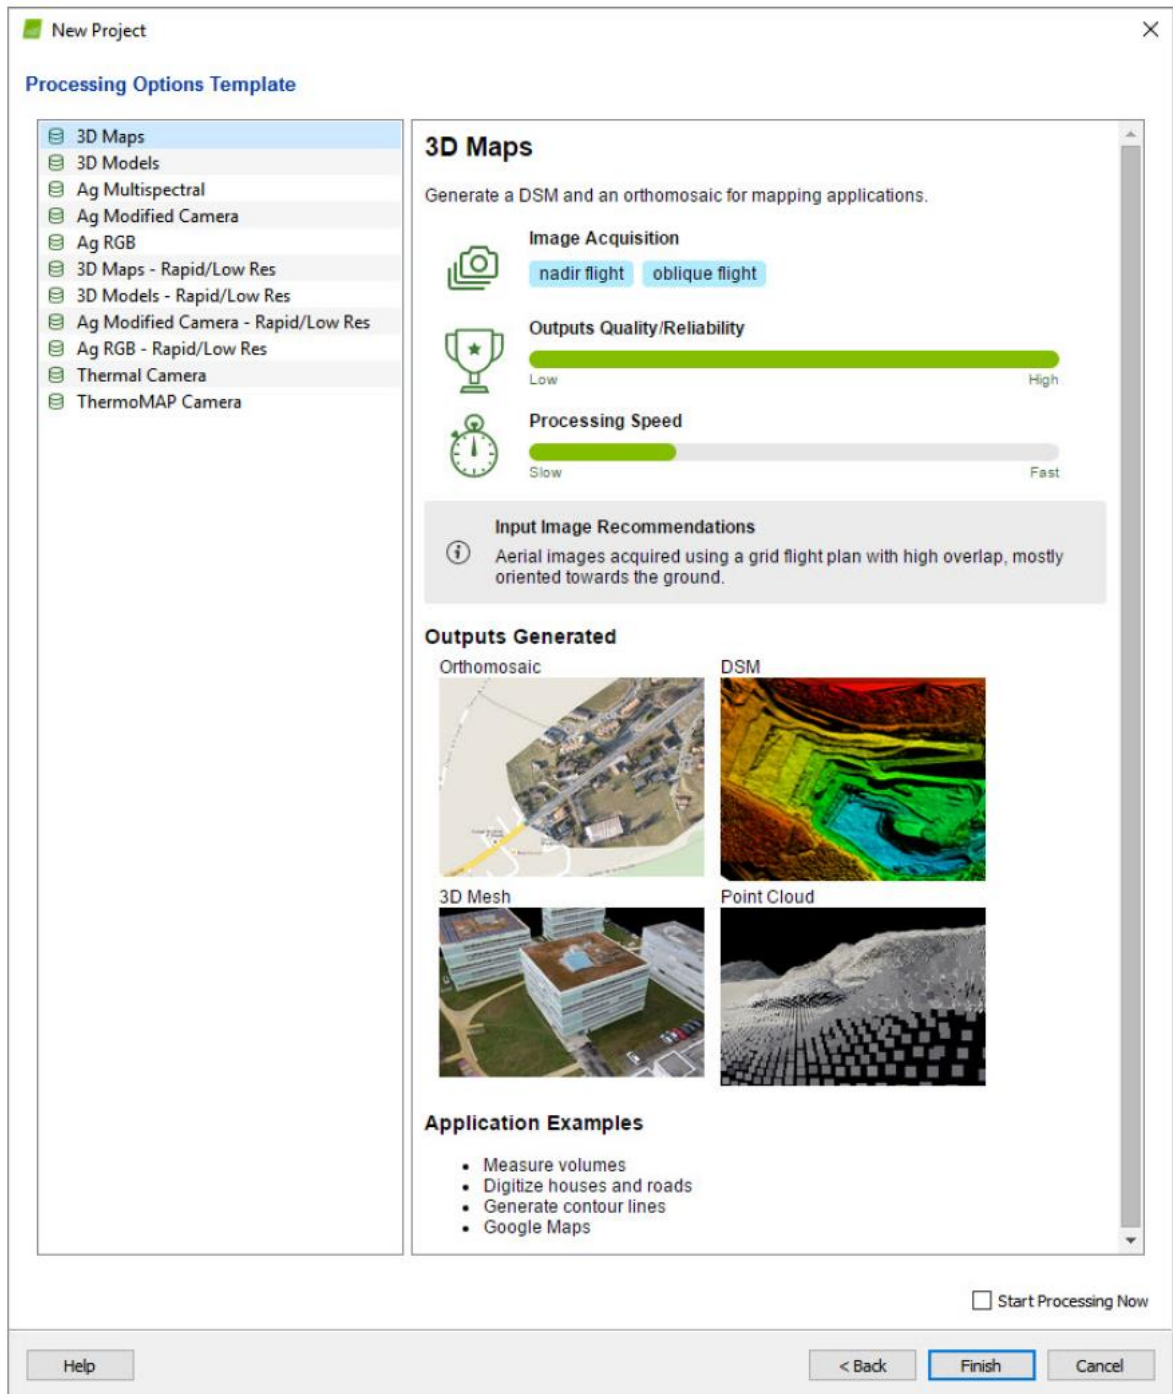 New Project
Processing Options Template
3D Maps
3D Models
Ag Multispectral
Ag Modified Camera
Ag RGB
3D Maps - Rapid/Low Res
3D Models - Rapid/Low Res
Ag Modified Camera - Rapid/Low Res
Ag RGB - Rapid/Low Res
Thermal Camera
ThermoMAP Camera
3D Maps
Generate a DSM and an orthomosaic for mapping applications.
Image Acquisition
nadir flight oblique flight
Outputs Quality/Reliability
Low High
Processing Speed
Slow Fast
Input Image Recommendations
Aerial images acquired using a grid flight plan with high overlap, mostly
oriented towards the ground.
Outputs Generated
Orthomosaic DSM
3D Mesh Point Cloud
Application Examples
• Measure volumes
• Digitize houses and roads
• Generate contour lines
• Google Maps
Start Processing Now
Help < Back Finish Cancel